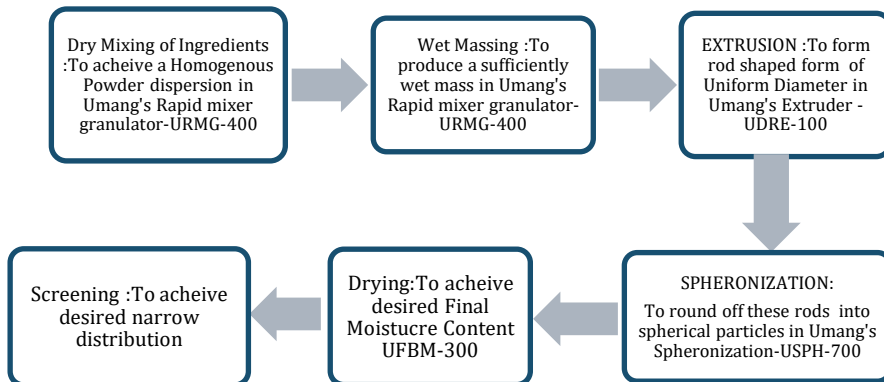 Dry Mixing of Ingredients
:To acheive a Homogenous
Powder dispersion in
Umang's Rapid mixer
granulator-URMG-400
Wet Massing :To
produce a sufficiently
wet mass in Umang's
Rapid mixer granulator-
URMG-400
EXTRUSION :To form
rod shaped form of
Uniform Diameter in
Umang's Extruder -
UDRE-100
SPHERONIZATION:
To round off these rods into
spherical particles in Umang's
Spheronization-USPH-700
Drying:To acheive
desired Final
Moistucre Content
UFBM-300
Screening :To acheive
desired narrow
distribution